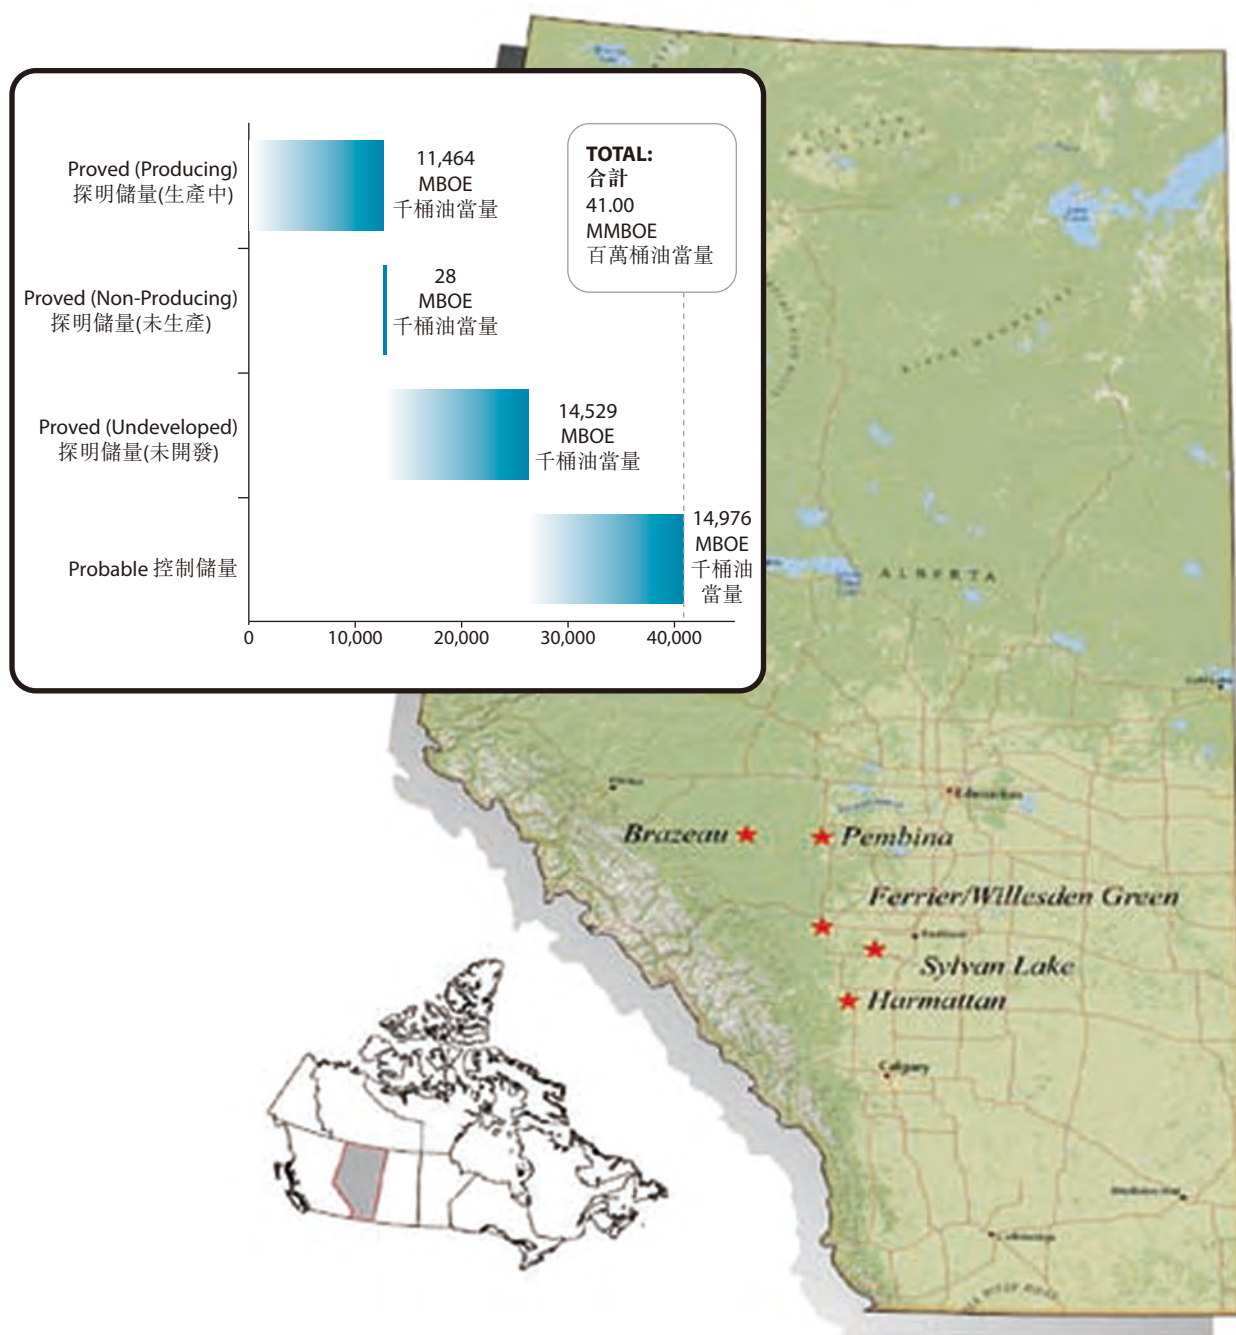 Proved (Producing)
探明儲量(生產中)
11,464
MBOE
千桶油當量
TOTAL:
合計
41.00
MMBOE
百萬桶油當量
Proved (Non-Producing)
探明儲量(未生產)
28
MBOE
千桶油當量
Proved (Undeveloped)
探明儲量(未開發)
14,529
MBOE
千桶油當量
Probable 控制儲量
14,976
MBOE
千桶油
當量
0
10,000
20,000
30,000
40,000
ALBERTA
Edmonton
Brazeau
Pembina
Ferrier/Willesden Green
Sylvan Lake
Harmattan
Calgary